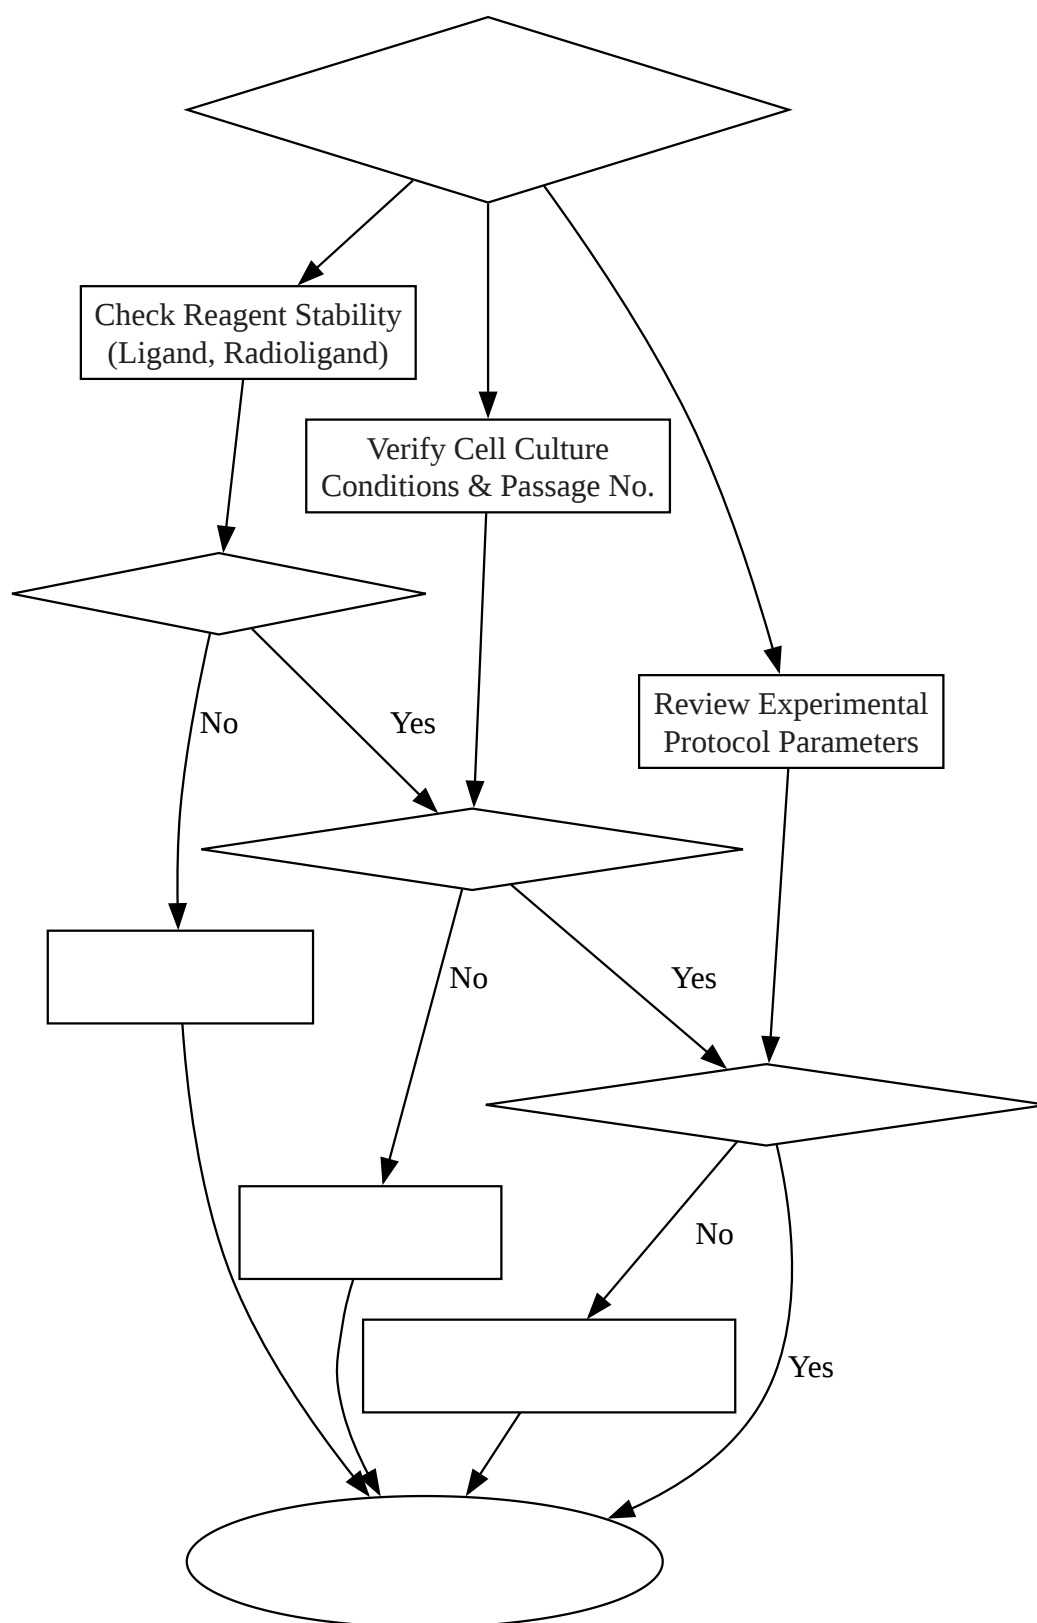 Check Reagent Stability
(Ligand, Radioligand)
Verify Cell Culture
Conditions & Passage No.
Review Experimental
Protocol Parameters
No
Yes
No
Yes
No
Yes